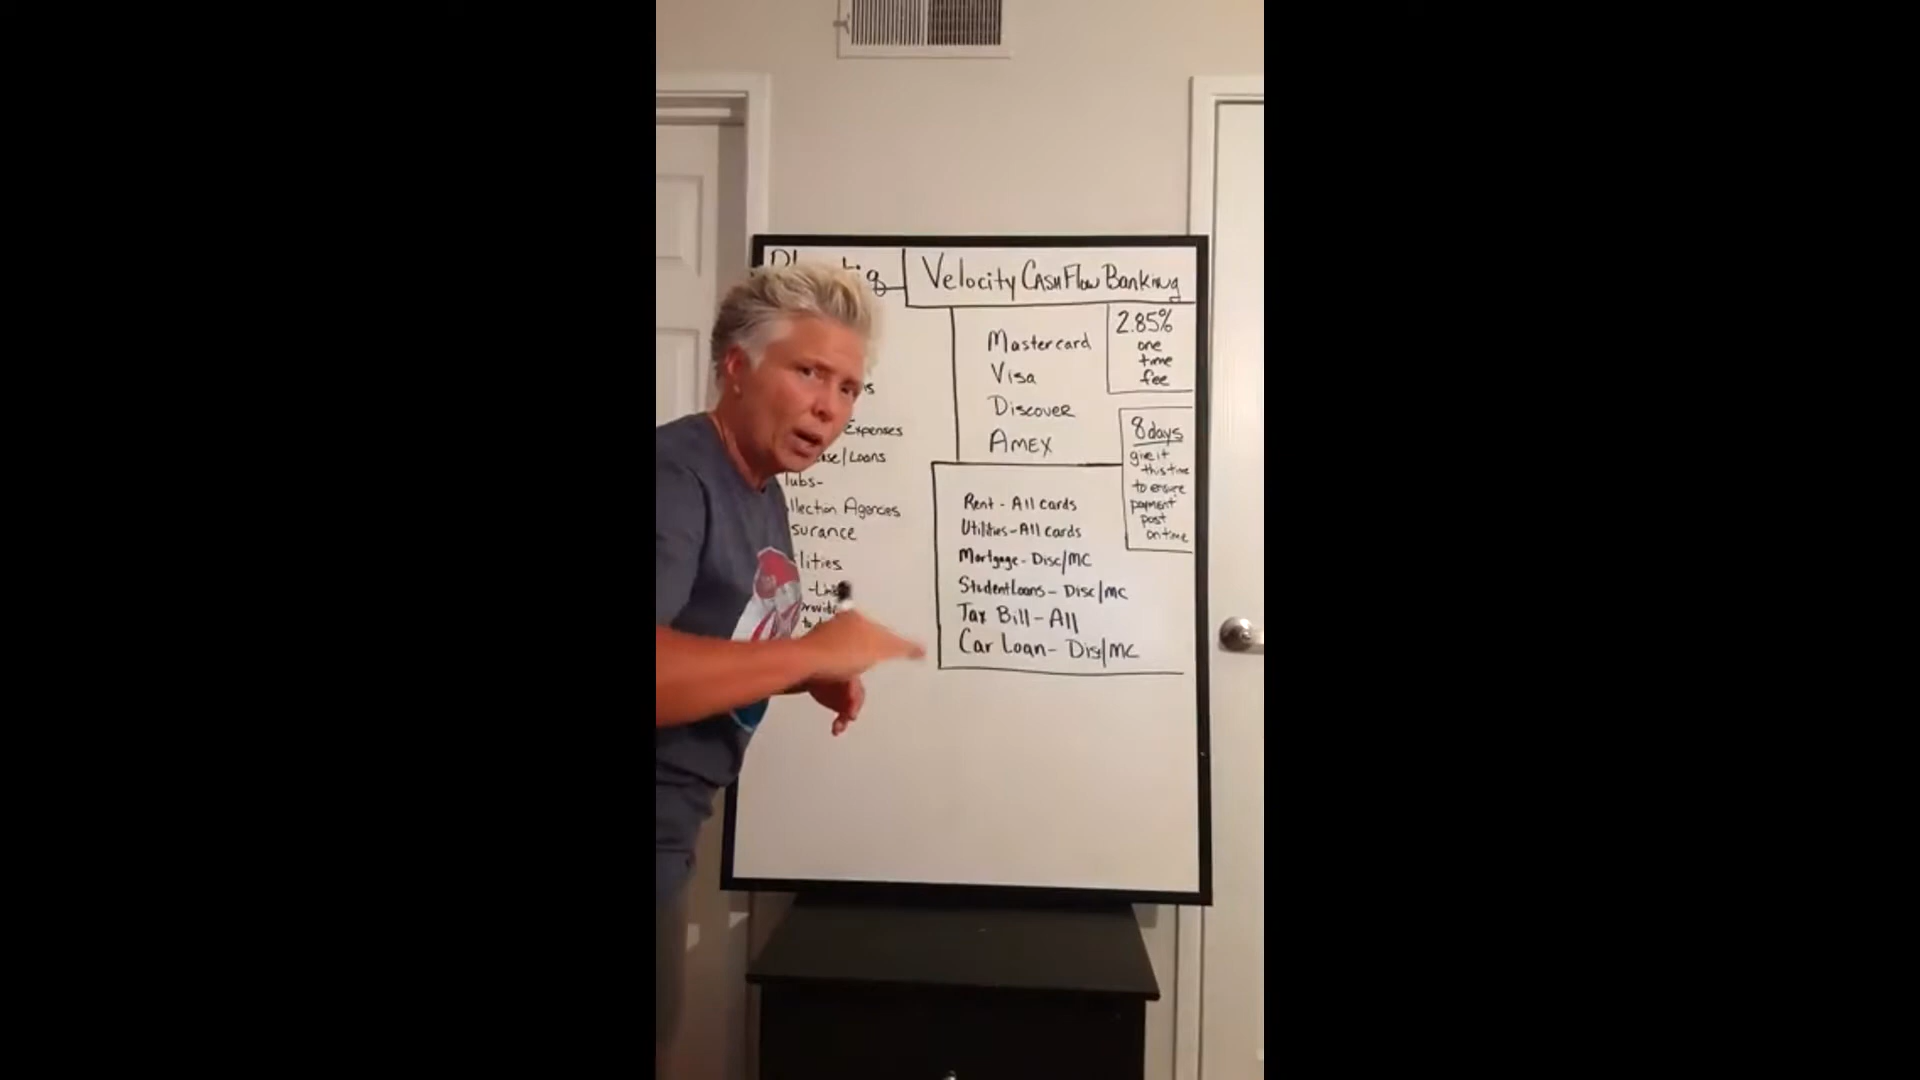 Velocity CASHFlow Banking
Expenses
/Loans
Collection Agencies
Mastercard
Visa
Discover
AMEX
2.85%
one
time
fee
8 days
give it
this time
to ensure
payment
post
on time
Rent - All cards
Utilities - All cards
Mortgage - Disc/MC
Student Loans - Disc/MC
Tax Bill - All
Car Loan - Dis/MC